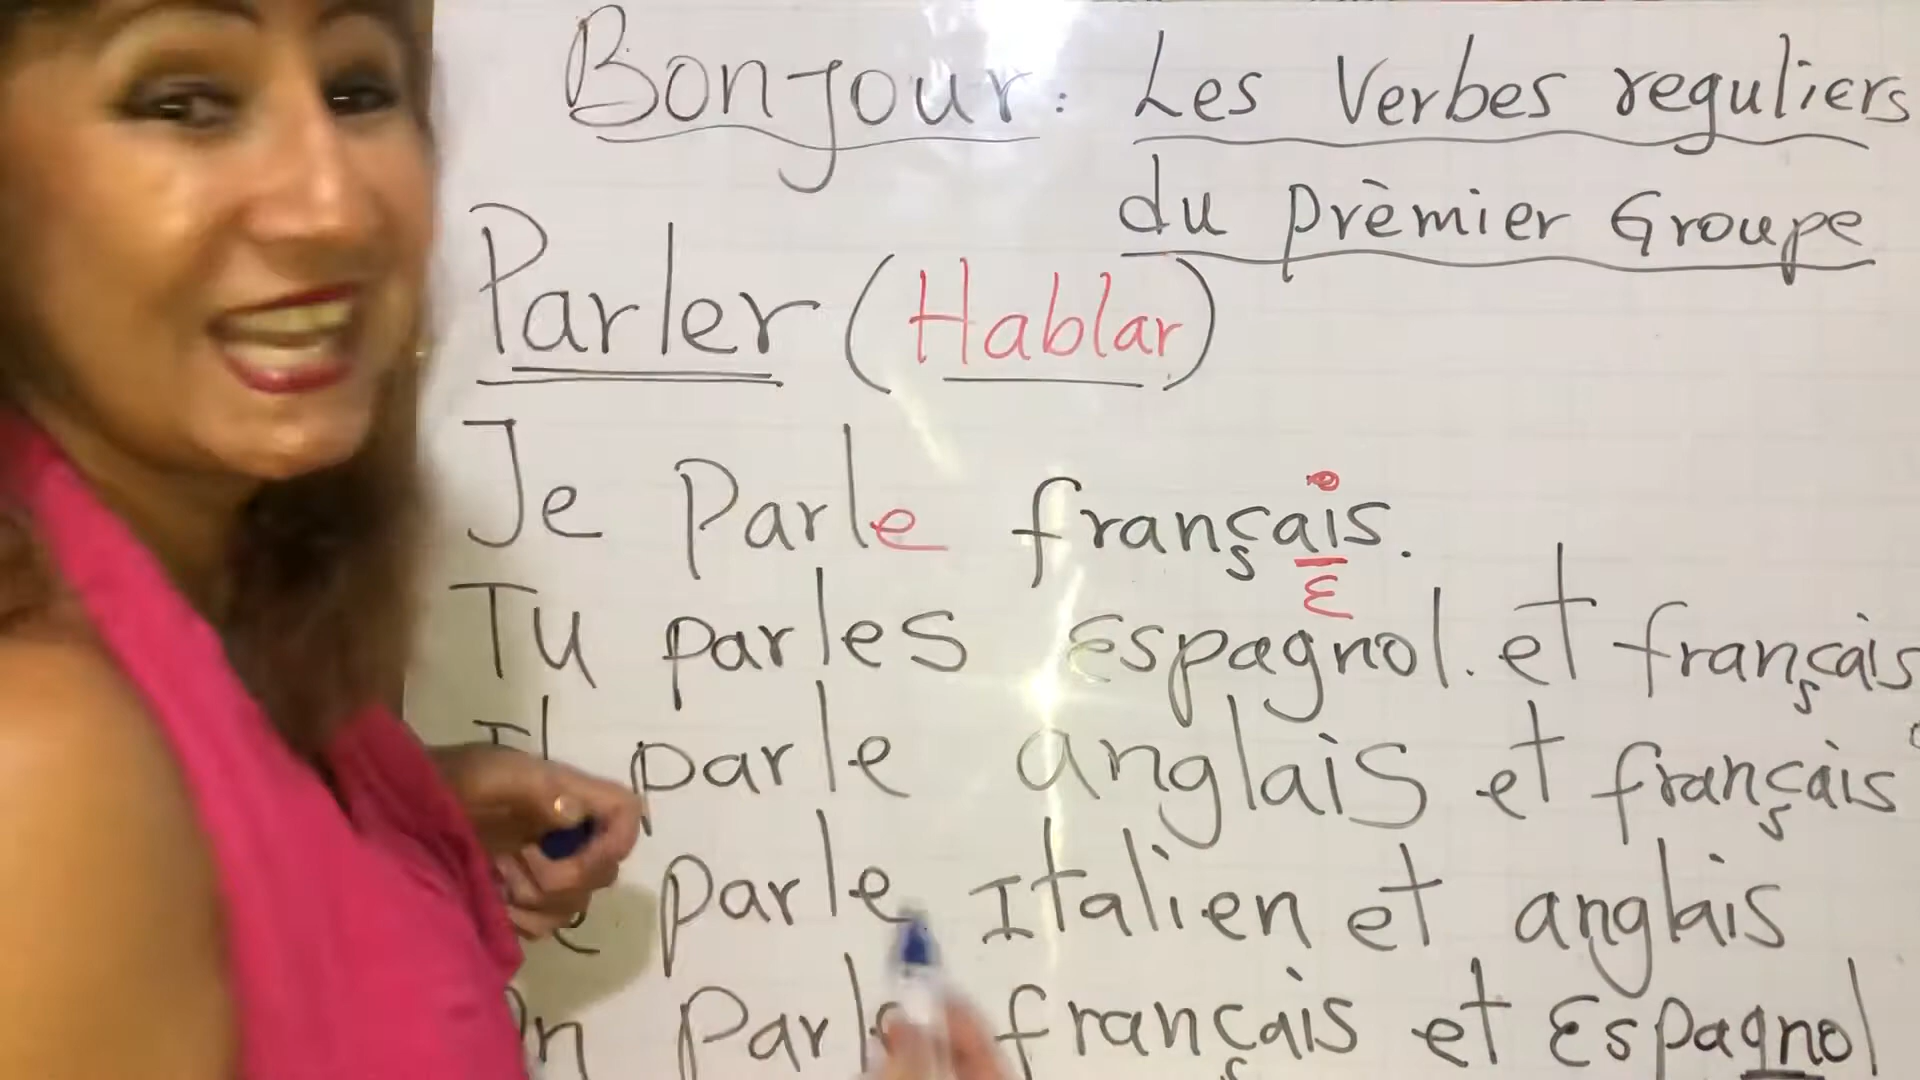 Bonjour: Les Verbes reguliers
du prèmier Groupe
Parler (Hablar)
Je Parle français.
s
ε
Tu parles Espagnol. et français
s
Il parle anglais et français
s
parle Italien et anglais
français et Espagnol
s